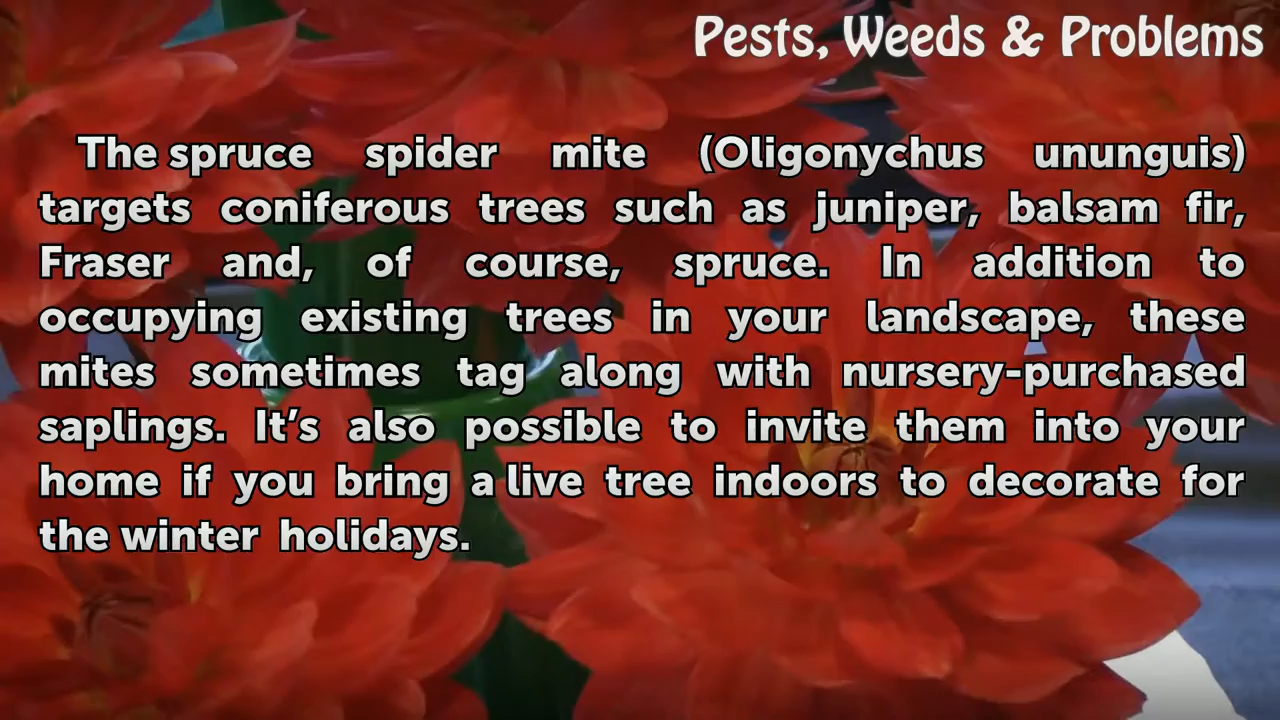 Pests, Weeds & Problems
The spruce spider mite (Oligonychus ununguis)
targets coniferous trees such as juniper, balsam fir,
Fraser and, of course, spruce. In addition to
occupying existing trees in your landscape, these
mites sometimes tag along with nursery-purchased
saplings. It’s also possible to invite them into your
home if you bring a live tree indoors to decorate for
the winter holidays.